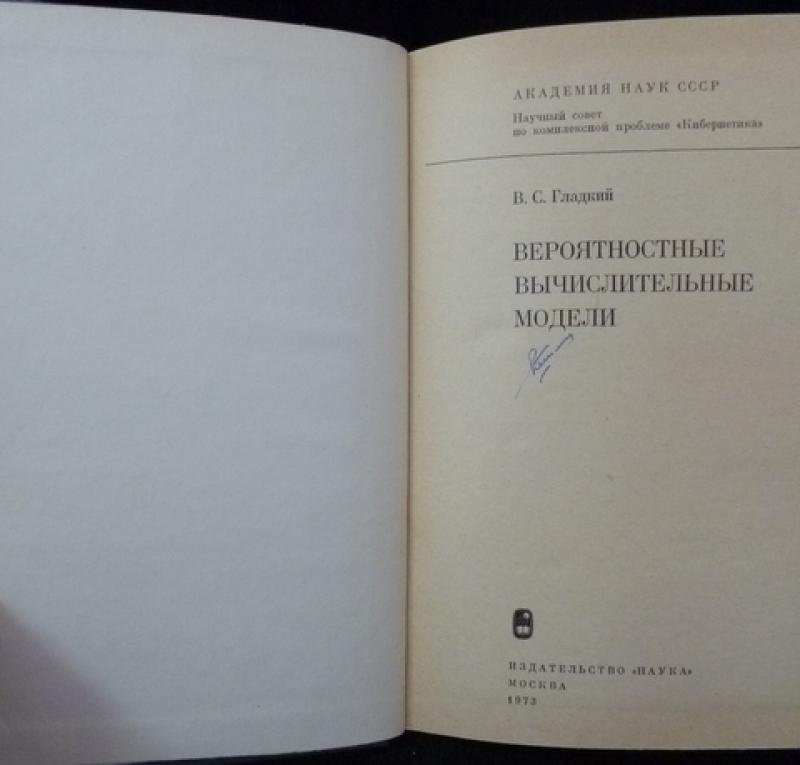 АКАДЕМИЯ НАУК СССР
Научный совет
по комплексной проблеме «Кибернетика»
В. С. Гладкий
ВЕРОЯТНОСТНЫЕ
ВЫЧИСЛИТЕЛЬНЫЕ
МОДЕЛИ
ИЗДАТЕЛЬСТВО «НАУКА»
МОСКВА
1973